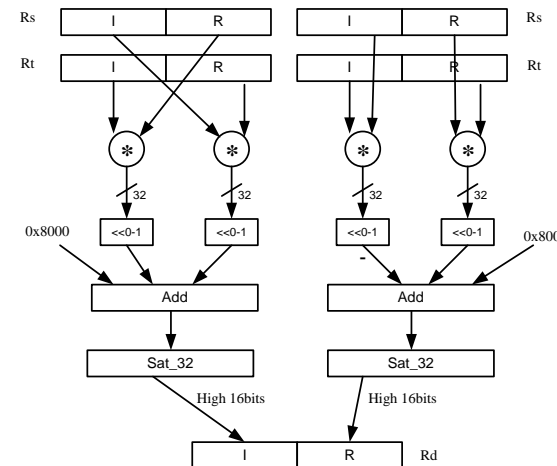 Rs I R I R Rs
Rt I R I R Rt
* * * *
32 32 32 32
<<0-1 <<0-1 <<0-1 <<0-1
0x8000 - 0x800
Add Add
Sat_32 Sat_32
High 16bits High 16bits
I R Rd